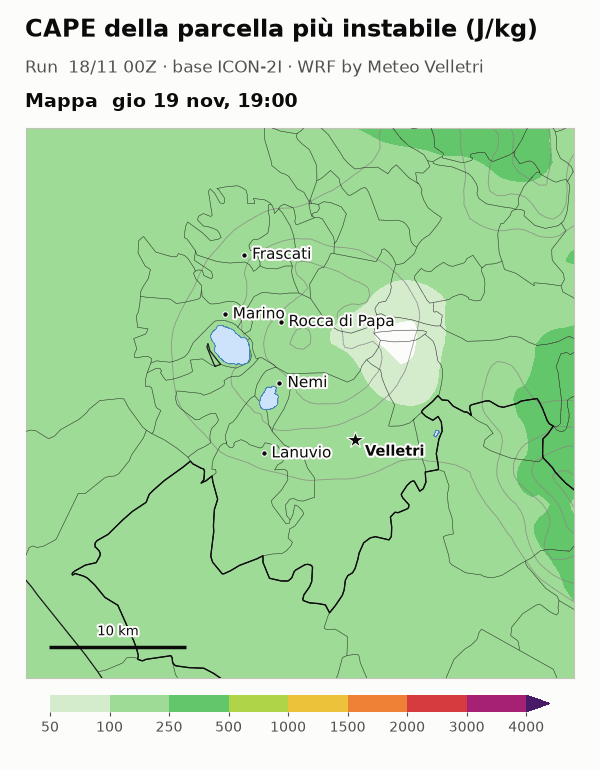 CAPE della parcella più instabile (J/kg)
Run  18/11 00Z · base ICON-2I · WRF by Meteo Velletri
Mappa  gio 19 nov, 19:00
Frascati
Marino
Rocca di Papa
Nemi
Velletri
Lanuvio
10 km
50 100 250 500 1000 1500 2000 3000 4000